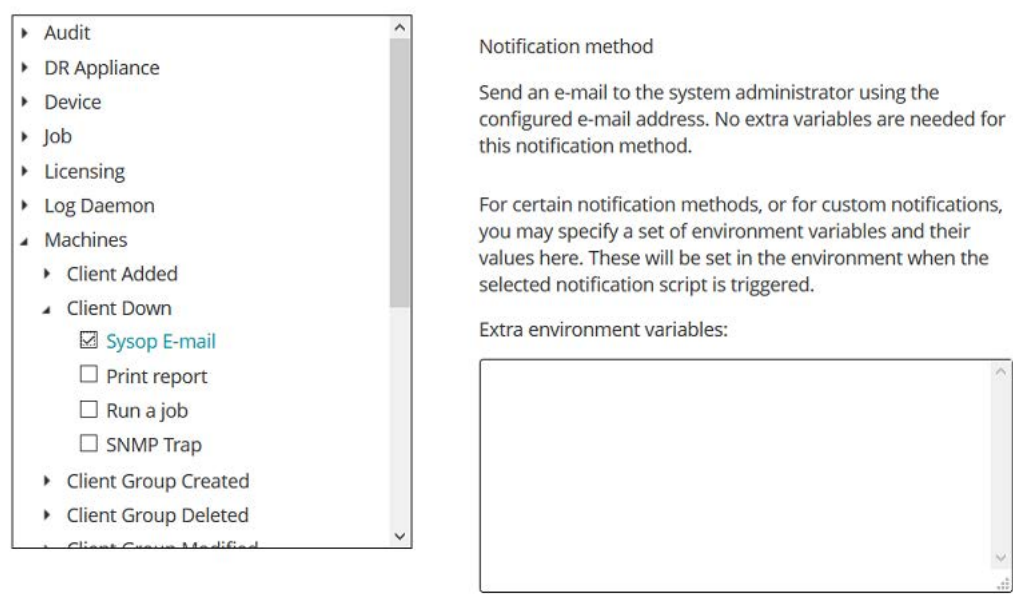 Audit
DR Appliance
Device
Job
Licensing
Log Daemon
Machines
Client Added
Client Down
Sysop E-mail
Print report
Run a job
SNMP Trap
Client Group Created
Client Group Deleted
Client Group Modified
Notification method
Send an e-mail to the system administrator using the
configured e-mail address. No extra variables are needed for
this notification method.
For certain notification methods, or for custom notifications,
you may specify a set of environment variables and their
values here. These will be set in the environment when the
selected notification script is triggered.
Extra environment variables: